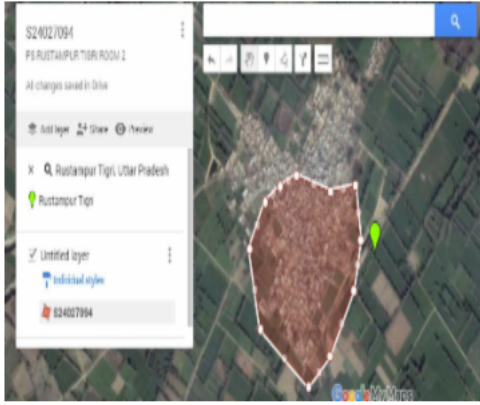 S24027094
PS RUSTAMPUR TIGRI ROOM 2
All changes saved in Drive
Add layer Share Preview
Rustampur Tigri, Uttar Pradesh
Rustampur Tigri
Untitled layer
Individual styles
S24027094
Google My Maps